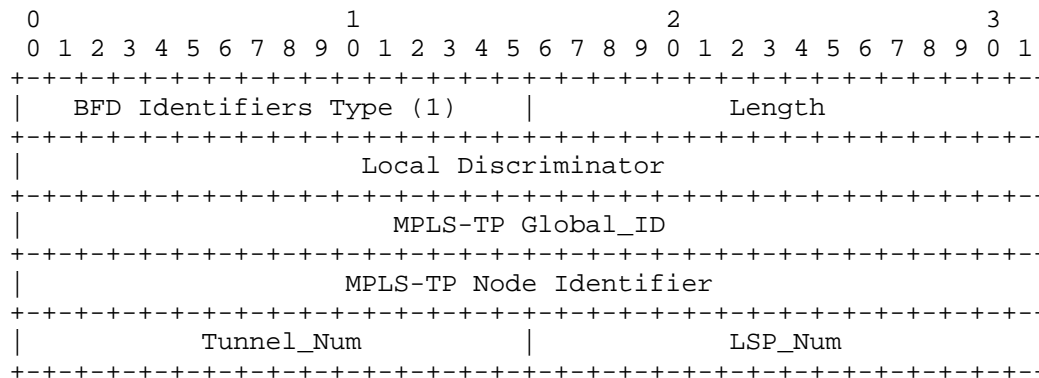 0                   1                   2                   3
 0 1 2 3 4 5 6 7 8 9 0 1 2 3 4 5 6 7 8 9 0 1 2 3 4 5 6 7 8 9 0 1
+-+-+-+-+-+-+-+-+-+-+-+-+-+-+-+-+-+-+-+-+-+-+-+-+-+-+-+-+-+-+-+-
|   BFD Identifiers Type (1)    |             Length
+-+-+-+-+-+-+-+-+-+-+-+-+-+-+-+-+-+-+-+-+-+-+-+-+-+-+-+-+-+-+-+-
|                     Local Discriminator
+-+-+-+-+-+-+-+-+-+-+-+-+-+-+-+-+-+-+-+-+-+-+-+-+-+-+-+-+-+-+-+-
|                       MPLS-TP Global_ID
+-+-+-+-+-+-+-+-+-+-+-+-+-+-+-+-+-+-+-+-+-+-+-+-+-+-+-+-+-+-+-+-
|                    MPLS-TP Node Identifier
+-+-+-+-+-+-+-+-+-+-+-+-+-+-+-+-+-+-+-+-+-+-+-+-+-+-+-+-+-+-+-+-
|           Tunnel_Num          |            LSP_Num
+-+-+-+-+-+-+-+-+-+-+-+-+-+-+-+-+-+-+-+-+-+-+-+-+-+-+-+-+-+-+-+-